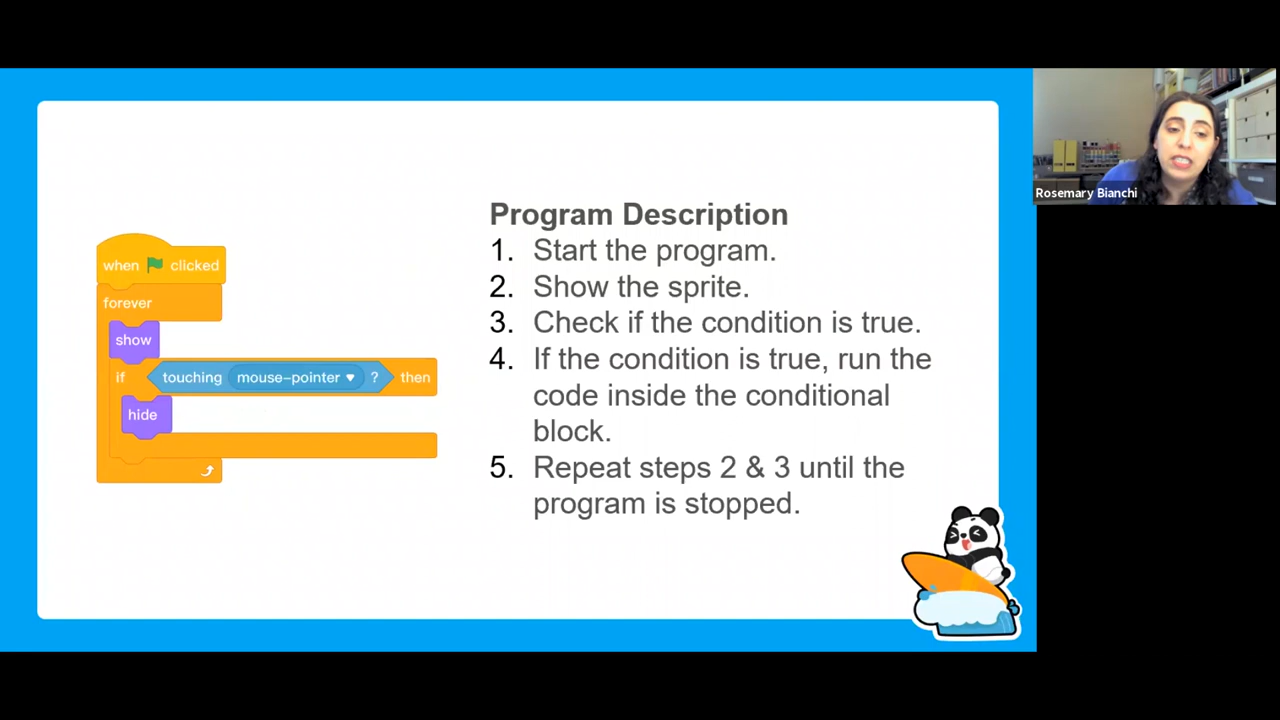 when clicked
forever
show
if touching mouse-pointer ? then
hide
Program Description
1. Start the program.
2. Show the sprite.
3. Check if the condition is true.
4. If the condition is true, run the
code inside the conditional
block.
5. Repeat steps 2 & 3 until the
program is stopped.
Rosemary Bianchi